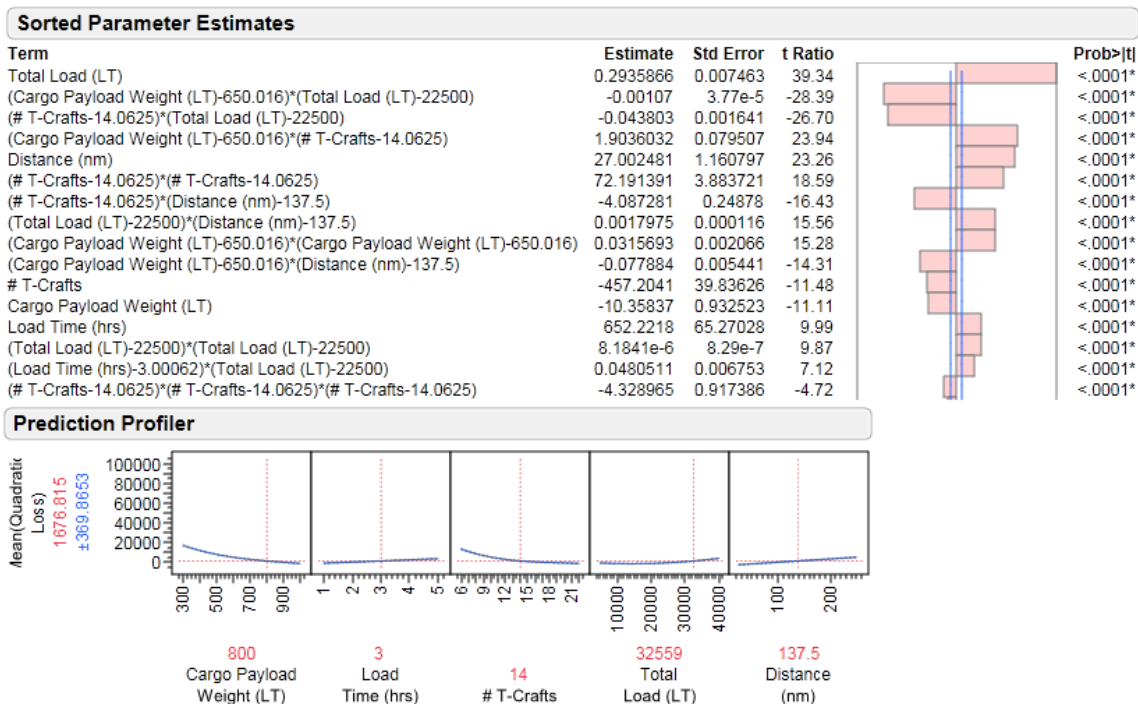 Sorted Parameter Estimates
Term Estimate Std Error t Ratio Prob>|t|
Total Load (LT) 0.2935866 0.007463 39.34 <.0001*
(Cargo Payload Weight (LT)-650.016)*(Total Load (LT)-22500) -0.00107 3.77e-5 -28.39 <.0001*
(# T-Crafts-14.0625)*(Total Load (LT)-22500) -0.043803 0.001641 -26.70 <.0001*
(Cargo Payload Weight (LT)-650.016)*(# T-Crafts-14.0625) 1.9036032 0.079507 23.94 <.0001*
Distance (nm) 27.002481 1.160797 23.26 <.0001*
(# T-Crafts-14.0625)*(# T-Crafts-14.0625) 72.191391 3.883721 18.59 <.0001*
(# T-Crafts-14.0625)*(Distance (nm)-137.5) -4.087281 0.24878 -16.43 <.0001*
(Total Load (LT)-22500)*(Distance (nm)-137.5) 0.0017975 0.000116 15.56 <.0001*
(Cargo Payload Weight (LT)-650.016)*(Cargo Payload Weight (LT)-650.016) 0.0315693 0.002066 15.28 <.0001*
(Cargo Payload Weight (LT)-650.016)*(Distance (nm)-137.5) -0.077884 0.005441 -14.31 <.0001*
# T-Crafts -457.2041 39.83626 -11.48 <.0001*
Cargo Payload Weight (LT) -10.35837 0.932523 -11.11 <.0001*
Load Time (hrs) 652.2218 65.27028 9.99 <.0001*
(Total Load (LT)-22500)*(Total Load (LT)-22500) 8.1841e-6 8.29e-7 9.87 <.0001*
(Load Time (hrs)-3.00062)*(Total Load (LT)-22500) 0.0480511 0.006753 7.12 <.0001*
(# T-Crafts-14.0625)*(# T-Crafts-14.0625)*(# T-Crafts-14.0625) -4.328965 0.917386 -4.72 <.0001*
Prediction Profiler
Mean(Quadratic
Loss)
1676.815
±369.8653
100000
80000
60000
40000
20000
0
300 500 700 900 1 2 3 4 5 6 9 12 15 18 21 10000 20000 30000 40000 100 200
800 3 14 32559 137.5
Cargo Payload Load # T-Crafts Total Distance
Weight (LT) Time (hrs) Load (LT) (nm)